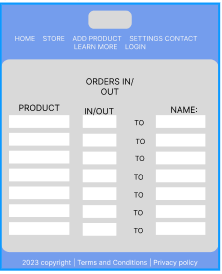 HOME STORE ADD PRODUCT SETTINGS CONTACT
LEARN MORE LOGIN
ORDERS IN/
OUT
PRODUCT IN/OUT NAME:
TO
TO
TO
TO
TO
TO
TO
2023 copyright | Terms and Conditions | Privacy policy